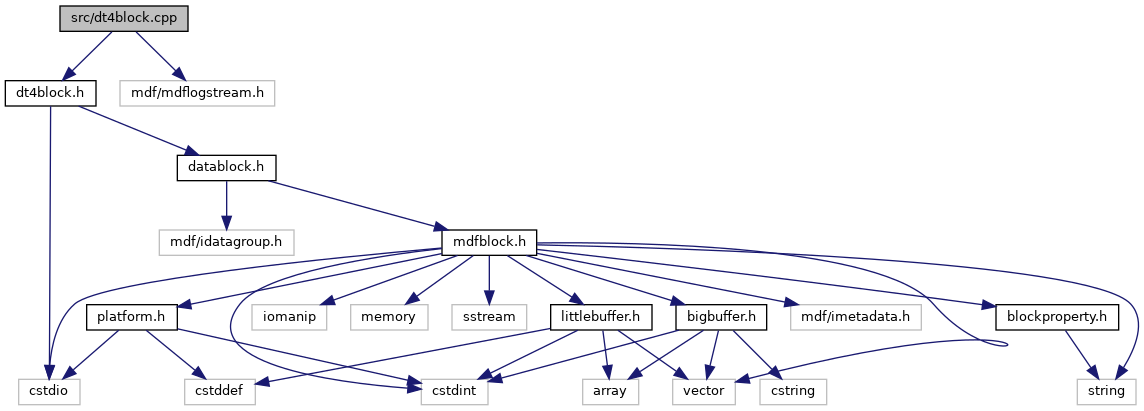 src/dt4block.cpp
dt4block.h
mdf/mdflogstream.h
datablock.h
mdf/idatagroup.h
mdfblock.h
platform.h
iomanip
memory
sstream
littlebuffer.h
bigbuffer.h
mdf/imetadata.h
blockproperty.h
cstdio
cstddef
cstdint
array
vector
cstring
string